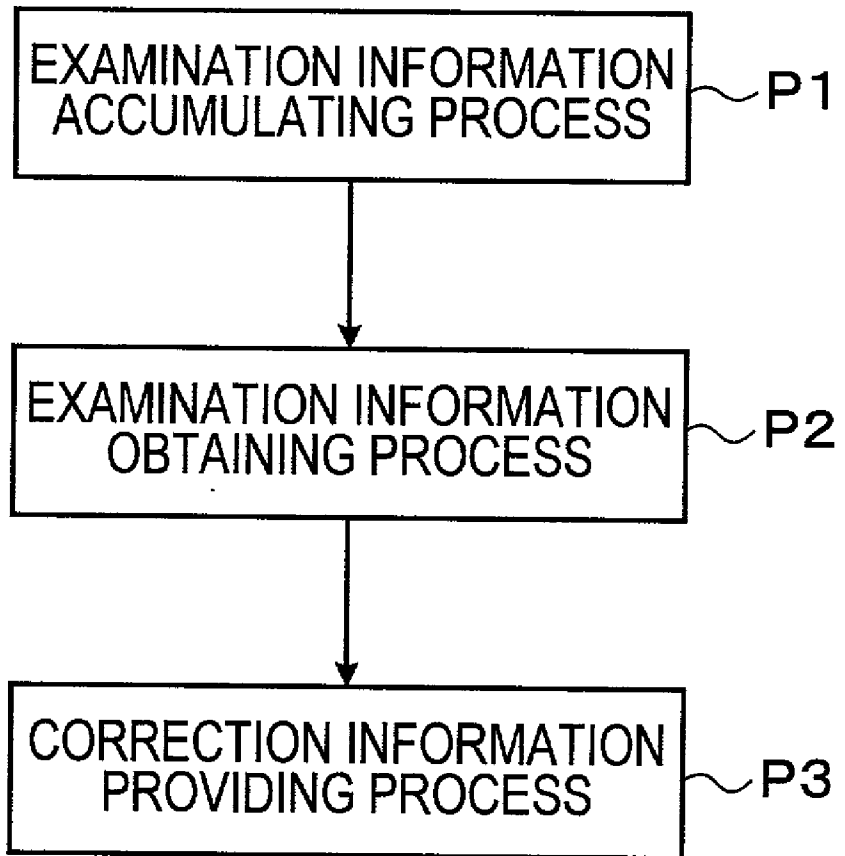 EXAMINATION INFORMATION
ACCUMULATING PROCESS
P1
EXAMINATION INFORMATION
OBTAINING PROCESS
P2
CORRECTION INFORMATION
PROVIDING PROCESS
P3